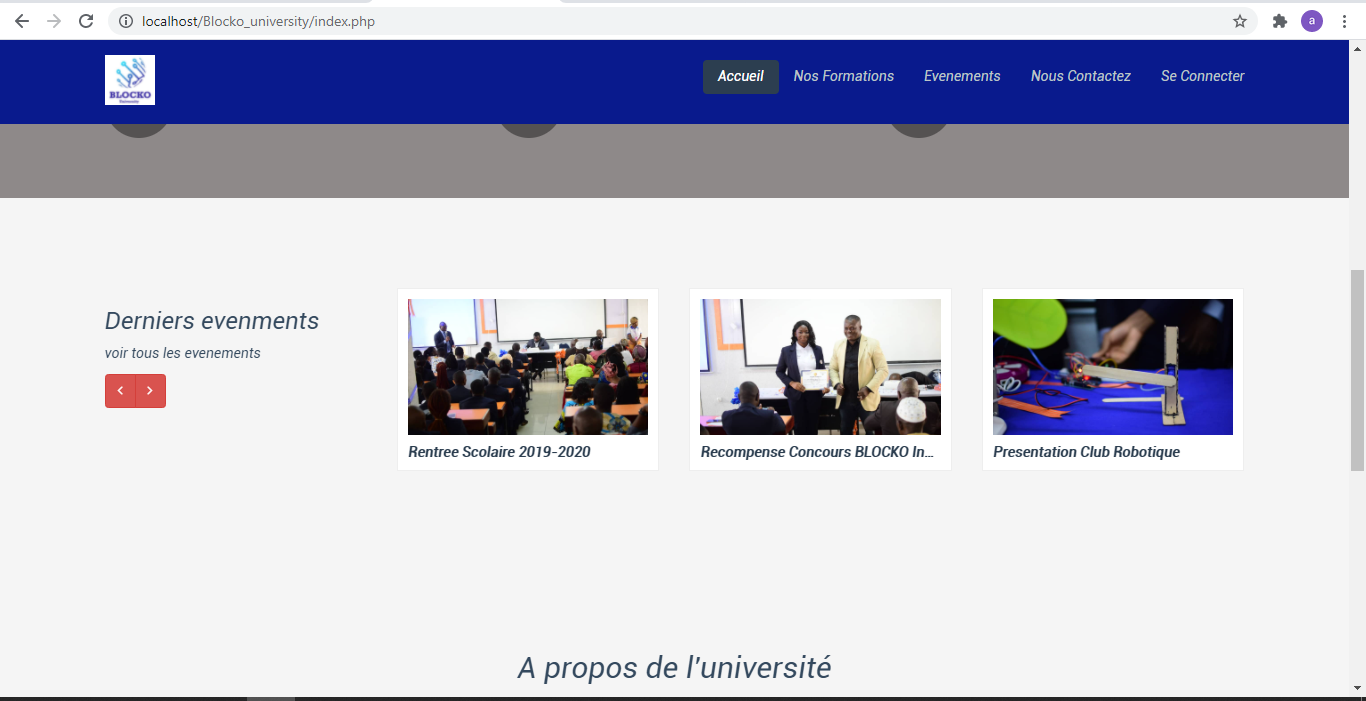 localhost/Blocko_university/index.php
a
BLOCKO
Université
Accueil
Nos Formations
Evenements
Nous Contactez
Se Connecter
Derniers evenments
voir tous les evenements
Rentree Scolaire 2019-2020
Recompense Concours BLOCKO In...
Presentation Club Robotique
A propos de l'université